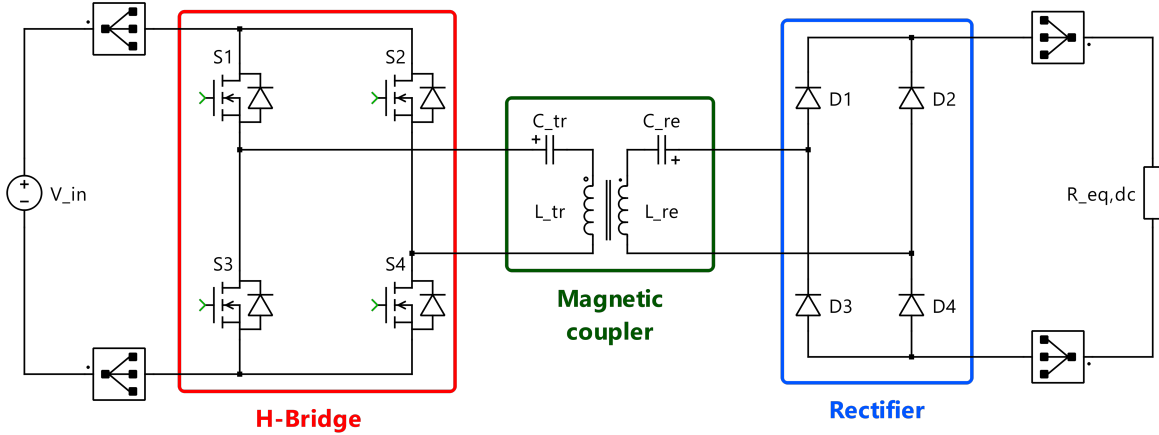 S1
S2
C_tr
C_re
D1
D2
+
+
V_in
+
−
L_tr
L_re
R_eq,dc
S3
S4
D3
D4
Magnetic
coupler
H-Bridge
Rectifier